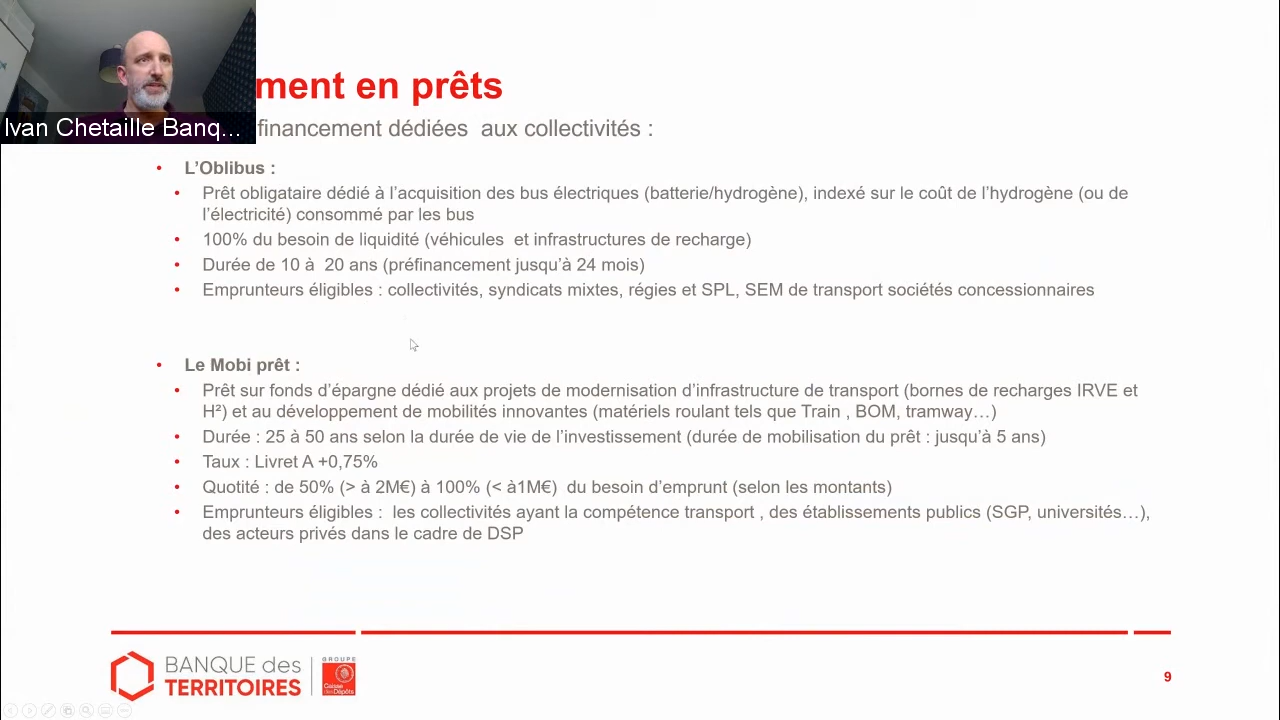 ment en prêts
Ivan Chetaille Banq...
financement dédiées aux collectivités :
• L'Oblibus :
• Prêt obligataire dédié à l'acquisition des bus électriques (batterie/hydrogène), indexé sur le coût de l'hydrogène (ou de
l'électricité) consommé par les bus
• 100% du besoin de liquidité (véhicules et infrastructures de recharge)
• Durée de 10 à 20 ans (préfinancement jusqu'à 24 mois)
• Emprunteurs éligibles : collectivités, syndicats mixtes, régies et SPL, SEM de transport sociétés concessionnaires
• Le Mobi prêt :
• Prêt sur fonds d'épargne dédié aux projets de modernisation d'infrastructure de transport (bornes de recharges IRVE et
H²) et au développement de mobilités innovantes (matériels roulant tels que Train , BOM, tramway…)
• Durée : 25 à 50 ans selon la durée de vie de l'investissement (durée de mobilisation du prêt : jusqu'à 5 ans)
• Taux : Livret A +0,75%
• Quotité : de 50% (> à 2M€) à 100% (< à1M€) du besoin d'emprunt (selon les montants)
• Emprunteurs éligibles : les collectivités ayant la compétence transport , des établissements publics (SGP, universités…),
des acteurs privés dans le cadre de DSP
BANQUE des
TERRITOIRES
GROUPE
Caisse
des Dépôts
9